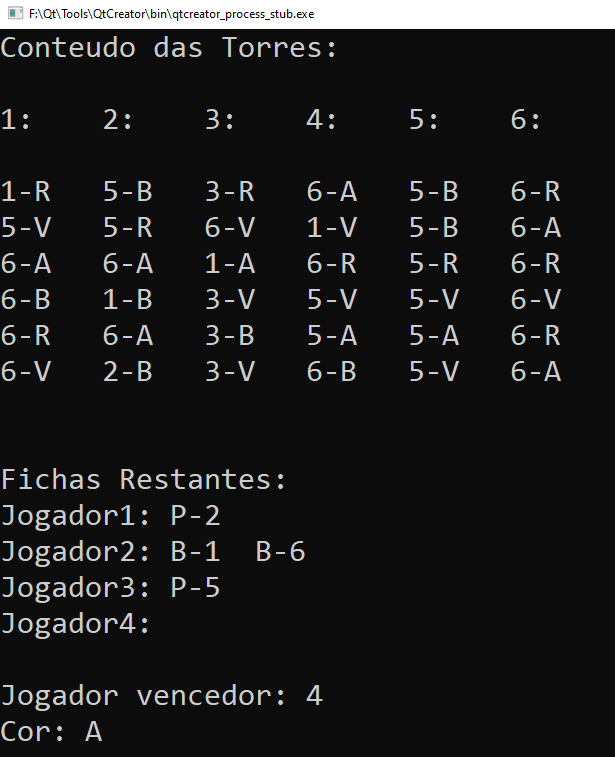 F:\Qt\Tools\QtCreator\bin\qtcreator_process_stub.exe
Conteudo das Torres:
1: 2: 3: 4: 5: 6:
1-R 5-B 3-R 6-A 5-B 6-R
5-V 5-R 6-V 1-V 5-B 6-A
6-A 6-A 1-A 6-R 5-R 6-R
6-B 1-B 3-V 5-V 5-V 6-V
6-R 6-A 3-B 5-A 5-A 6-R
6-V 2-B 3-V 6-B 5-V 6-A
Fichas Restantes:
Jogador1: P-2
Jogador2: B-1 B-6
Jogador3: P-5
Jogador4:
Jogador vencedor: 4
Cor: A